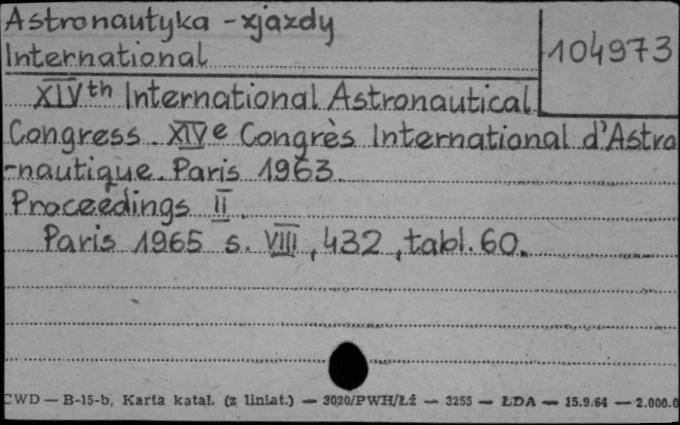 Astronautyka - zjazdy
International
104973
XIVth International Astronautical
Congress. XIVe Congrès International d'Astro
-nautique. Paris 1963.
Proceedings II.
Paris 1965 s. VIII, 432, tabl. 60.
CWD — B-15-b, Karta katal. (z liniat.) — 3020/PWH/Łź — 3255 — ŁDA — 15.9.64 — 2.000.0